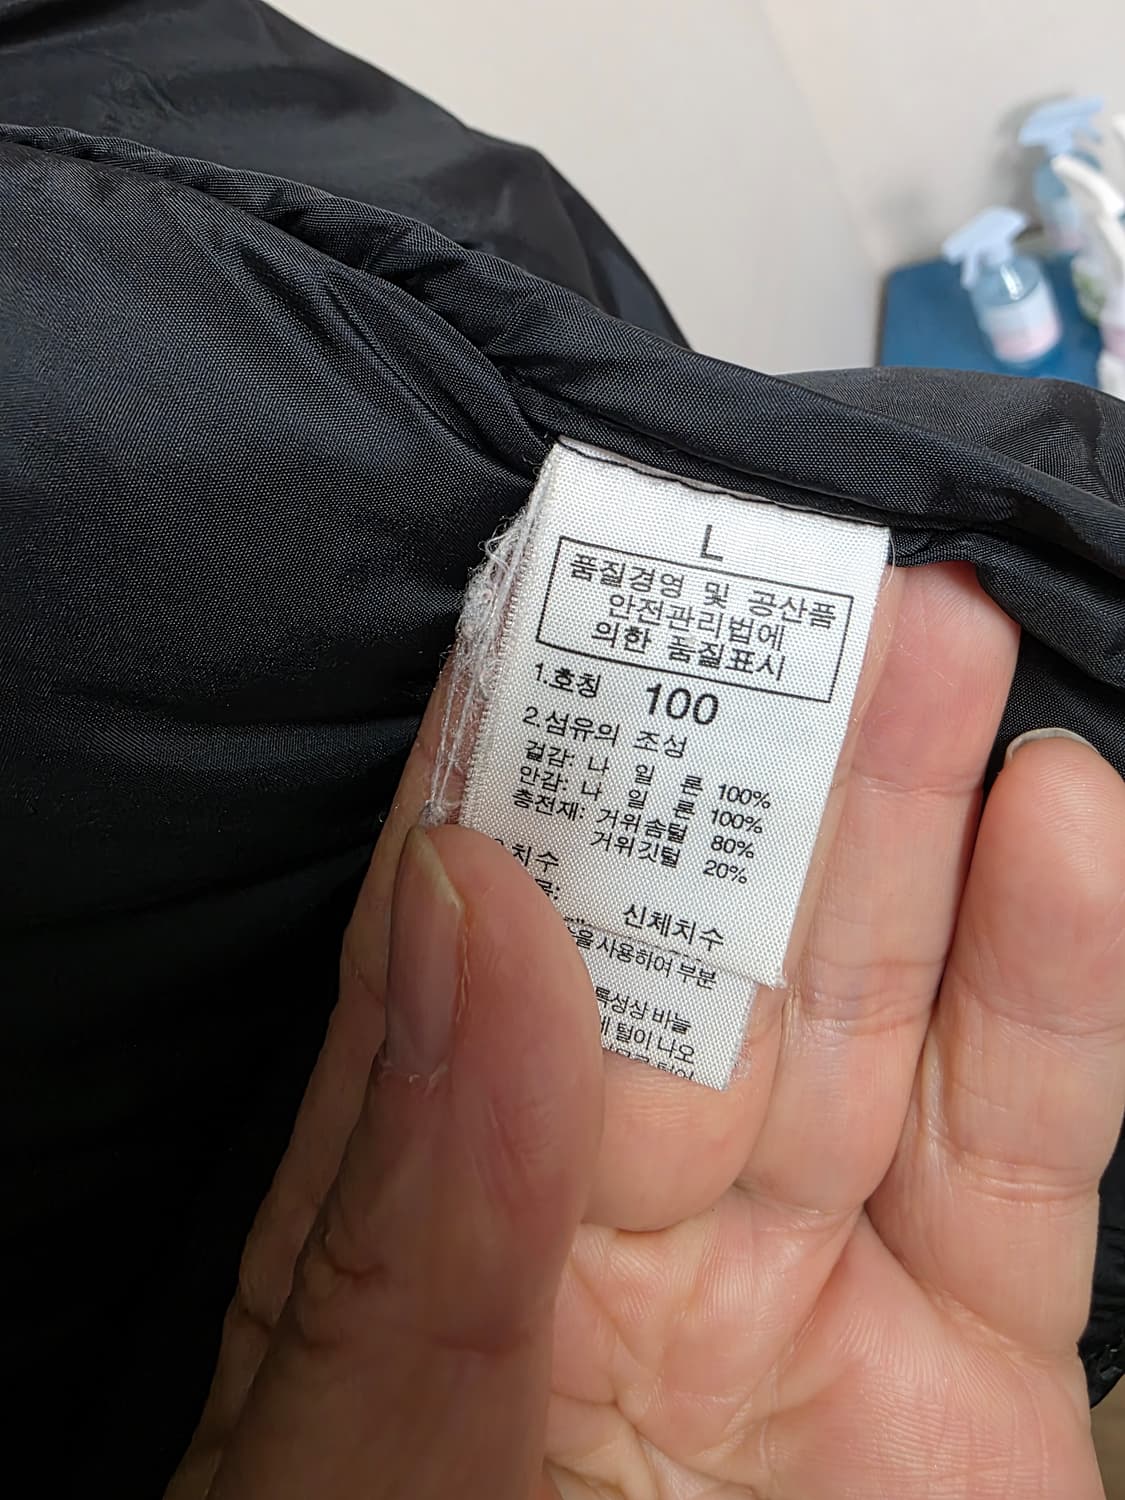 L
품질경영 및 공산품
안전관리법에
의한 품질표시
1.호칭 100
2.섬유의 조성
겉감: 나 일 론 100%
안감: 나 일 론 100%
충전재: 거위솜털 80%
거위깃털 20%
치수
신체치수
을 사용하여 부분
특성상 바늘
털이 나오